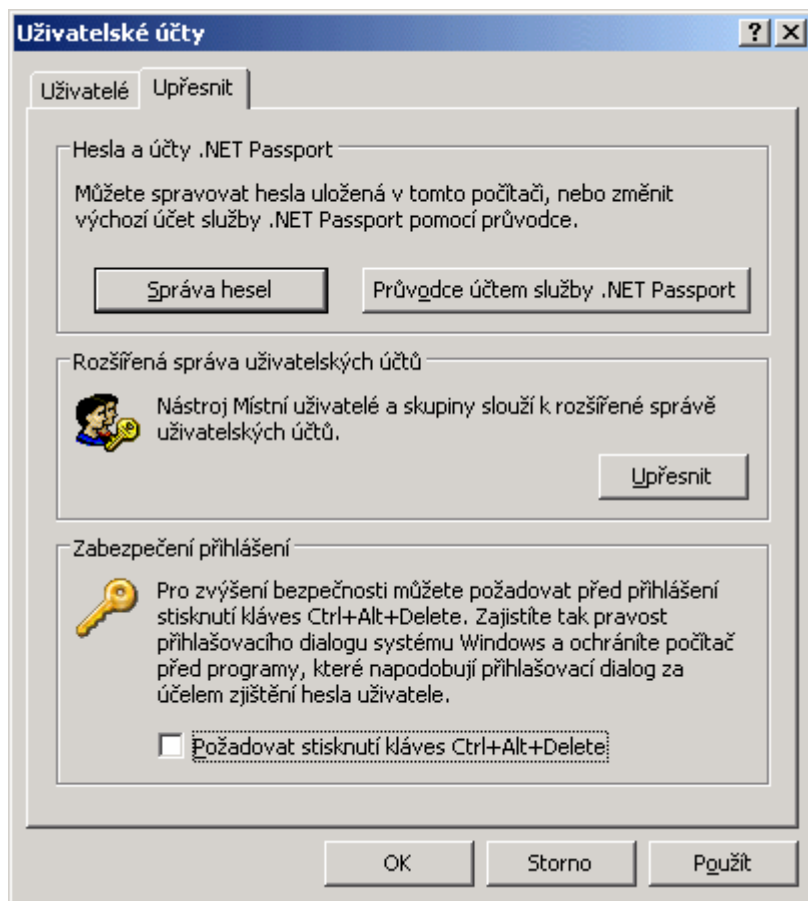 Uživatelské účty
Uživatelé
Upřesnit
Hesla a účty .NET Passport
Můžete spravovat hesla uložená v tomto počítači, nebo změnit
výchozí účet služby .NET Passport pomocí průvodce.
Správa hesel
Průvodce účtem služby .NET Passport
Rozšířená správa uživatelských účtů
Nástroj Místní uživatelé a skupiny slouží k rozšířené správě
uživatelských účtů.
Upřesnit
Zabezpečení přihlášení
Pro zvýšení bezpečnosti můžete požadovat před přihlášení
stisknutí kláves Ctrl+Alt+Delete. Zajistíte tak pravost
přihlašovacího dialogu systému Windows a ochráníte počítač
před programy, které napodobují přihlašovací dialog za
účelem zjištění hesla uživatele.
Požadovat stisknutí kláves Ctrl+Alt+Delete
OK
Storno
Použít